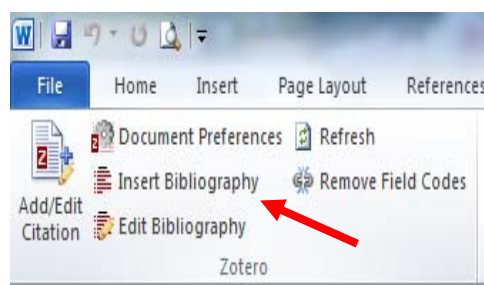 W
File Home Insert Page Layout References
Document Preferences Refresh
Insert Bibliography Remove Field Codes
Add/Edit
Citation
Edit Bibliography
Zotero